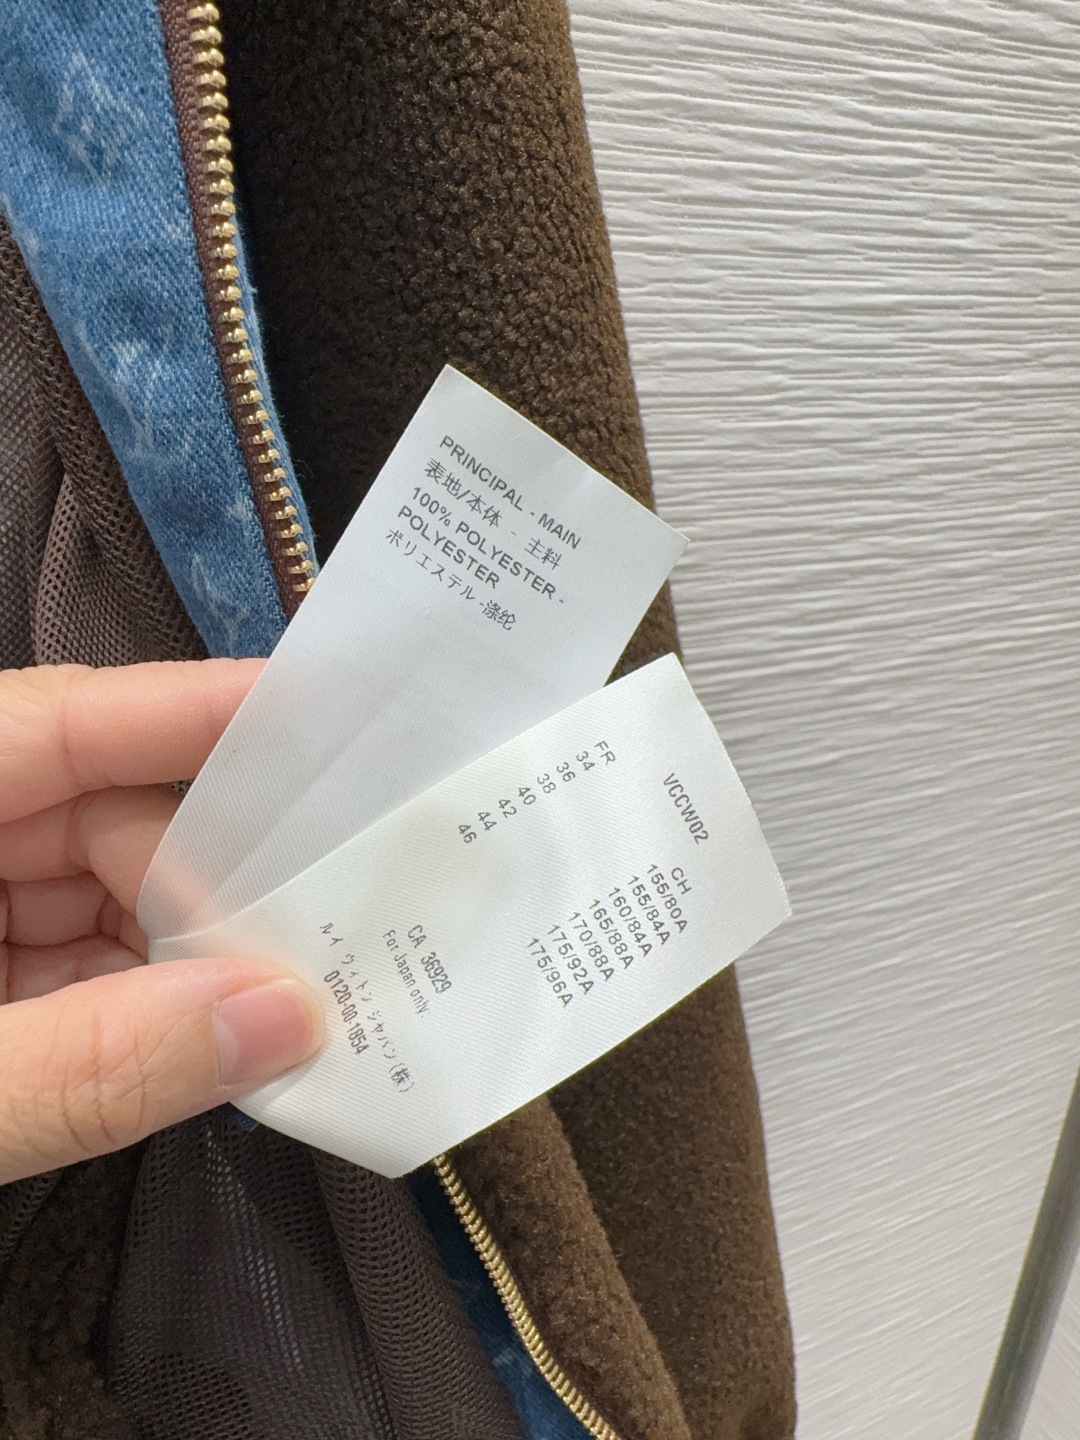 PRINCIPAL - MAIN
表地/本体 - 主料
100% POLYESTER -
POLYESTER
ポリエステル -涤纶
VCCW02
FR
34
36
38
40
42
44
46
CH
155/80A
155/84A
160/84A
165/88A
170/88A
175/92A
175/96A
CA 36929
For Japan only:
ルイ ヴィトン ジャパン (株)
0120-00-1854